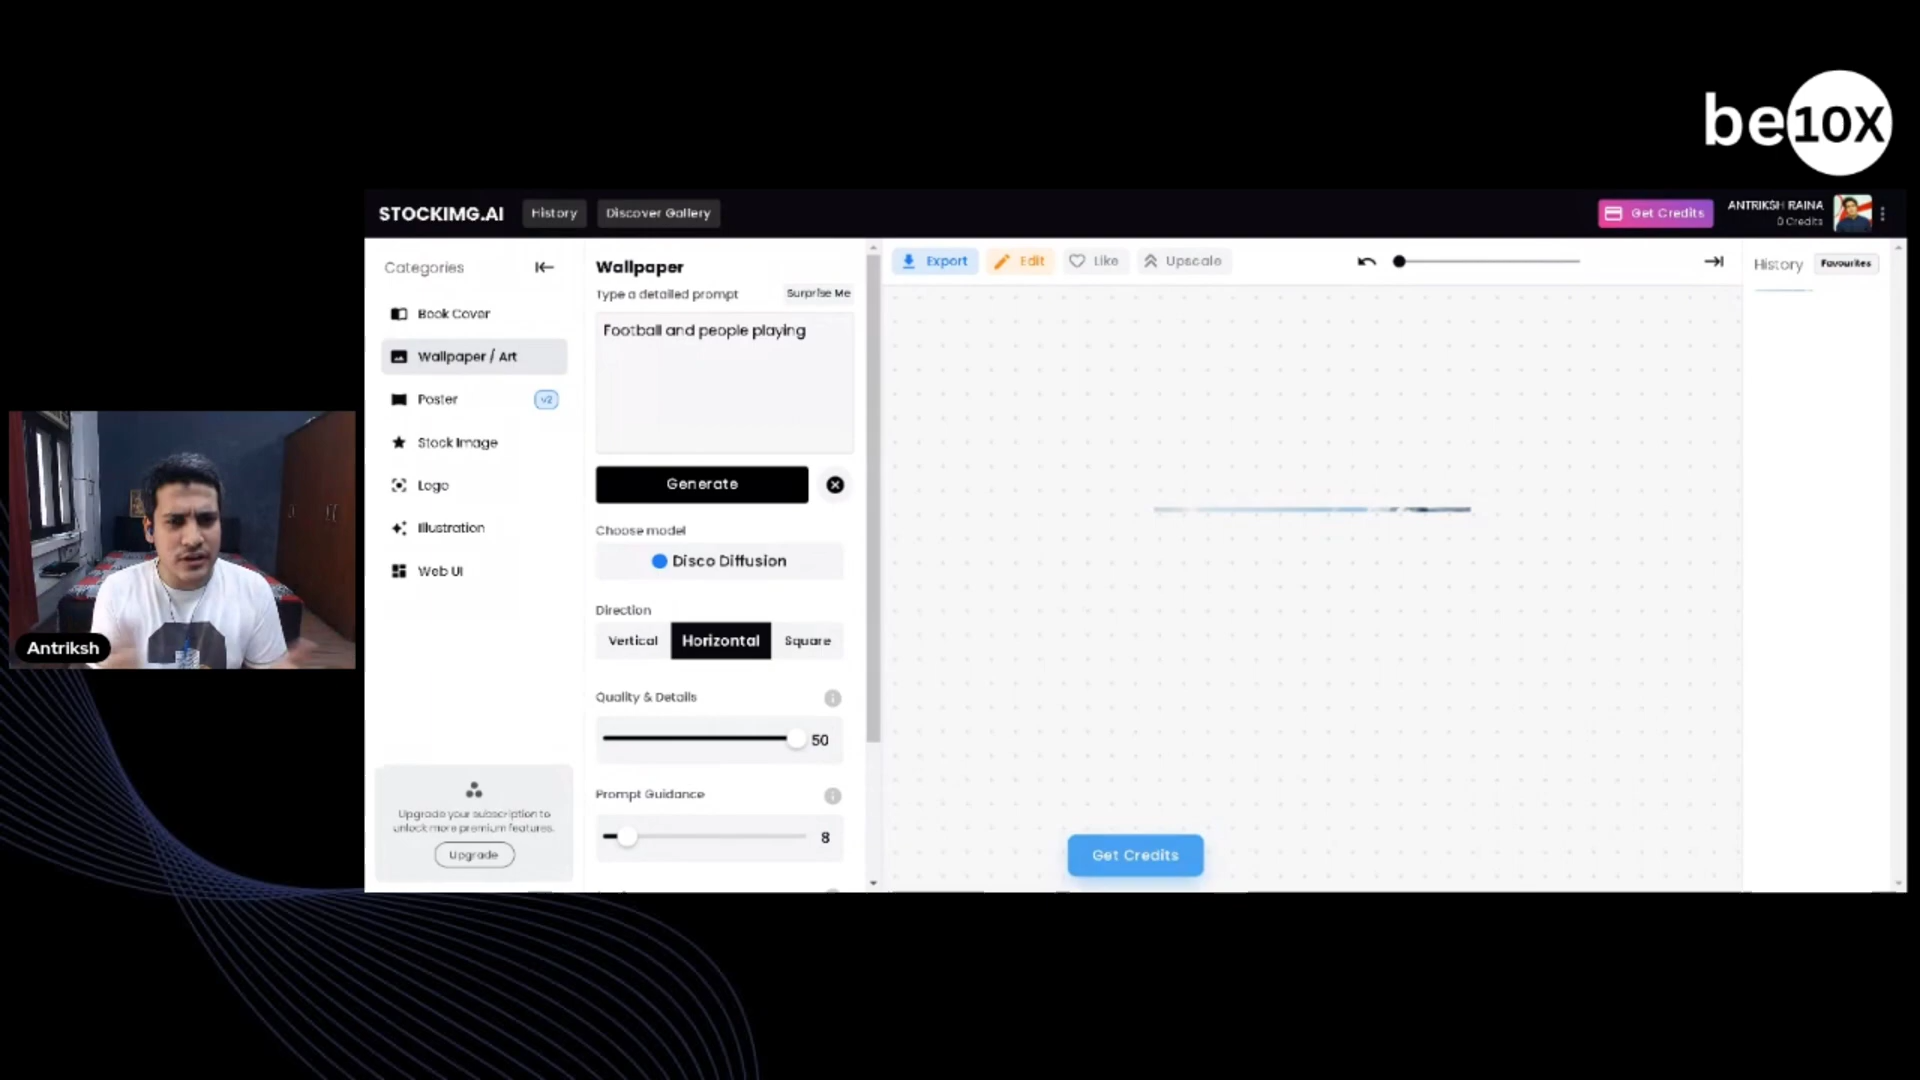 be10X
STOCKIMG.AI
History
Discover Gallery
Get Credits
ANTRIKSH RAINA
0 Credits
Categories
Book Cover
Wallpaper / Art
Poster
v2
Stock Image
Logo
Illustration
Web UI
Upgrade your subscription to
unlock more premium features.
Upgrade
Wallpaper
Type a detailed prompt
Surprise Me
Football and people playing
Generate
Choose model
Disco Diffusion
Direction
Vertical
Horizontal
Square
Quality & Details
50
Prompt Guidance
8
Export
Edit
Like
Upscale
Get Credits
History
Favourites
Antriksh